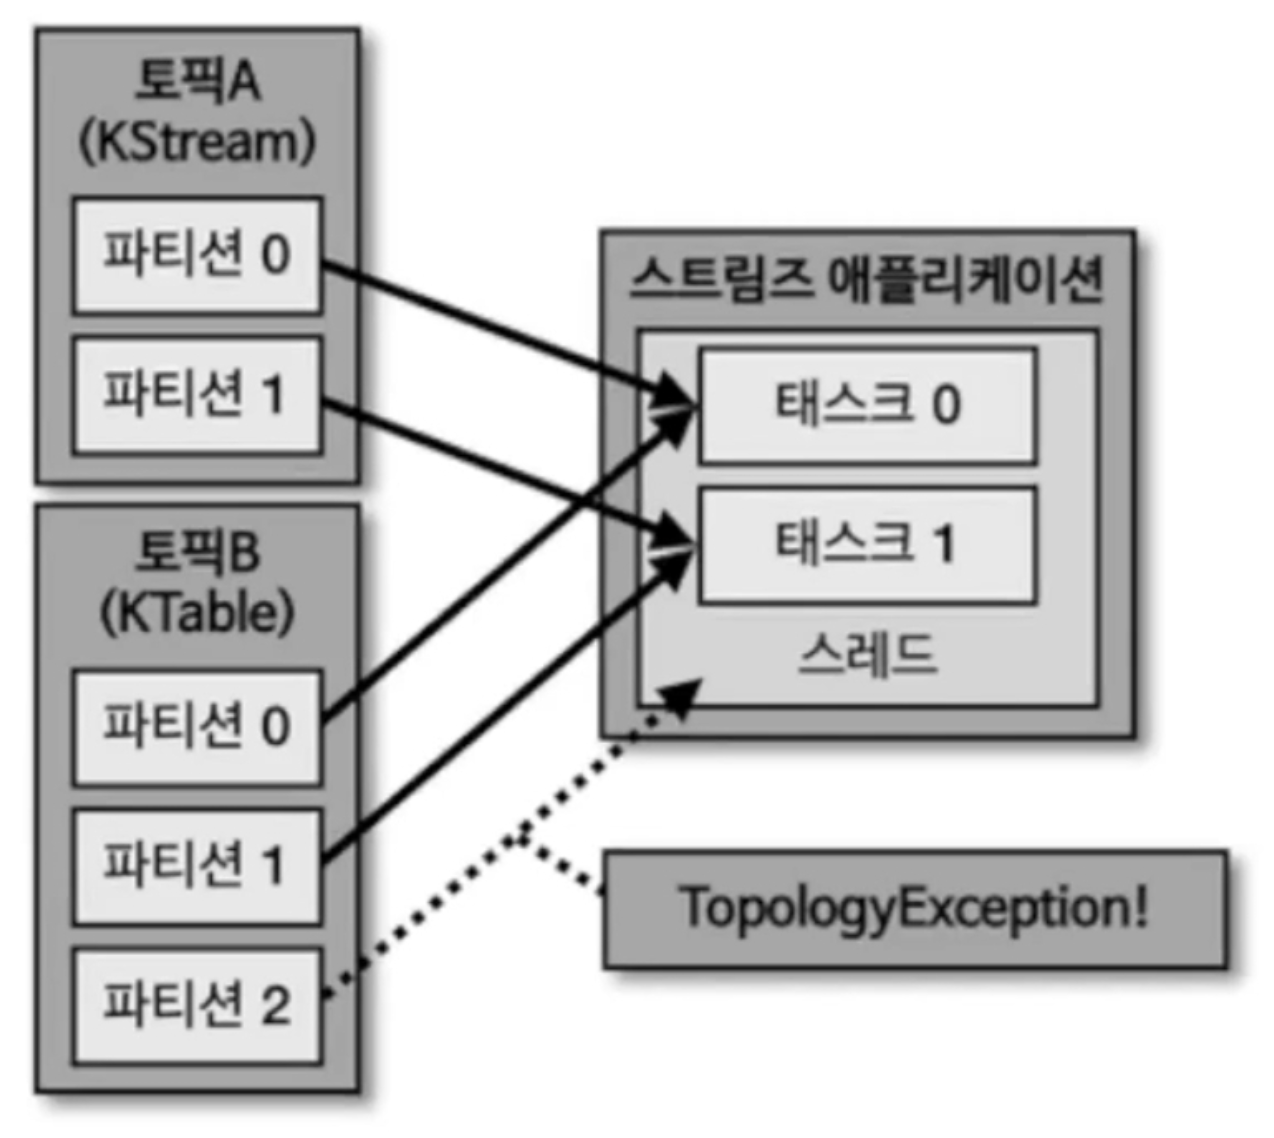 토픽A
(KStream)
파티션 0
파티션 1
토픽B
(KTable)
파티션 0
파티션 1
파티션 2
스트림즈 애플리케이션
태스크 0
태스크 1
스레드
TopologyException!